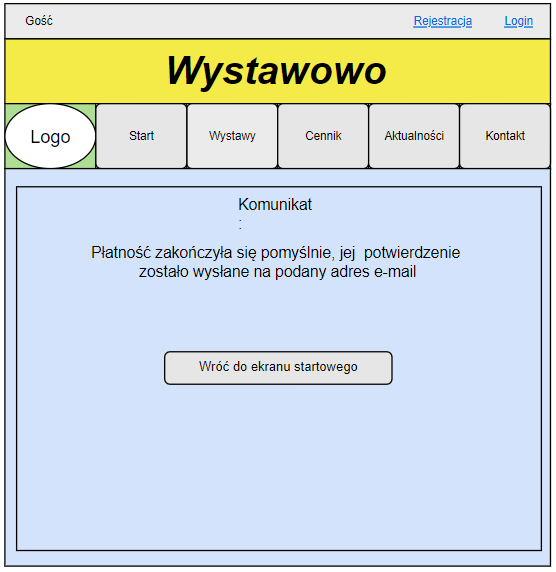 Gość Rejestracja Login
Wystawowo
Logo Start Wystawy Cennik Aktualności Kontakt
Komunikat
:
Płatność zakończyła się pomyślnie, jej  potwierdzenie
zostało wysłane na podany adres e-mail
Wróć do ekranu startowego